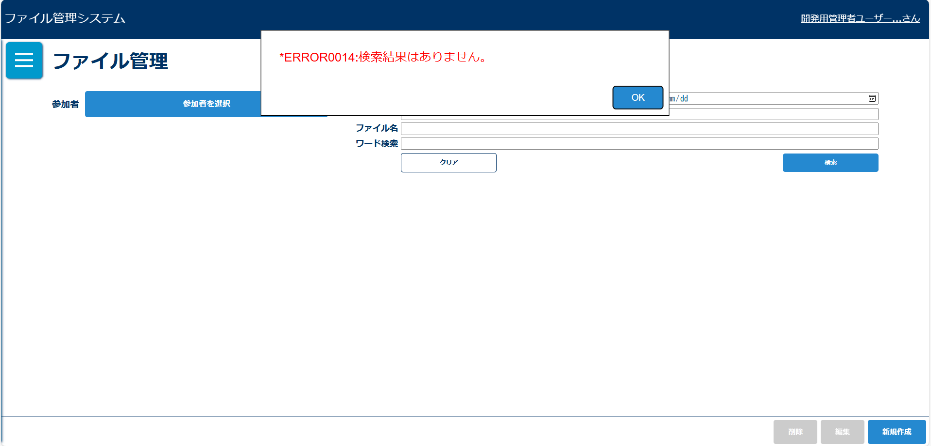 ファイル管理システム
開発用管理者ユーザー...さん
ファイル管理
*ERROR0014:検索結果はありません。
OK
参加者
参加者を選択
mm/dd
ファイル名
ワード検索
クリア
検索
削除
編集
新規作成